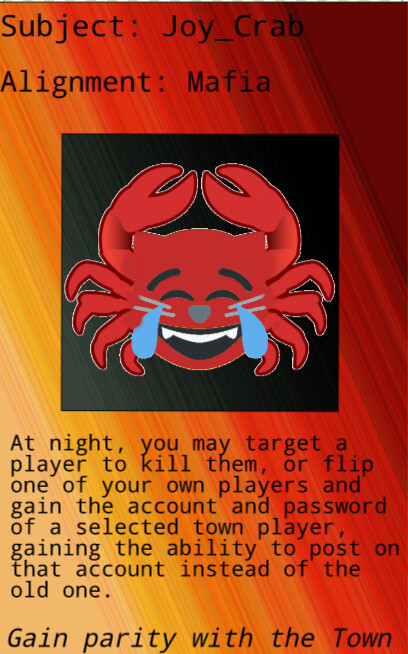 Subject: Joy_Crab
Alignment: Mafia
At night, you may target a
player to kill them, or flip
one of your own players and
gain the account and password
of a selected town player,
gaining the ability to post on
that account instead of the
old one.
Gain parity with the Town